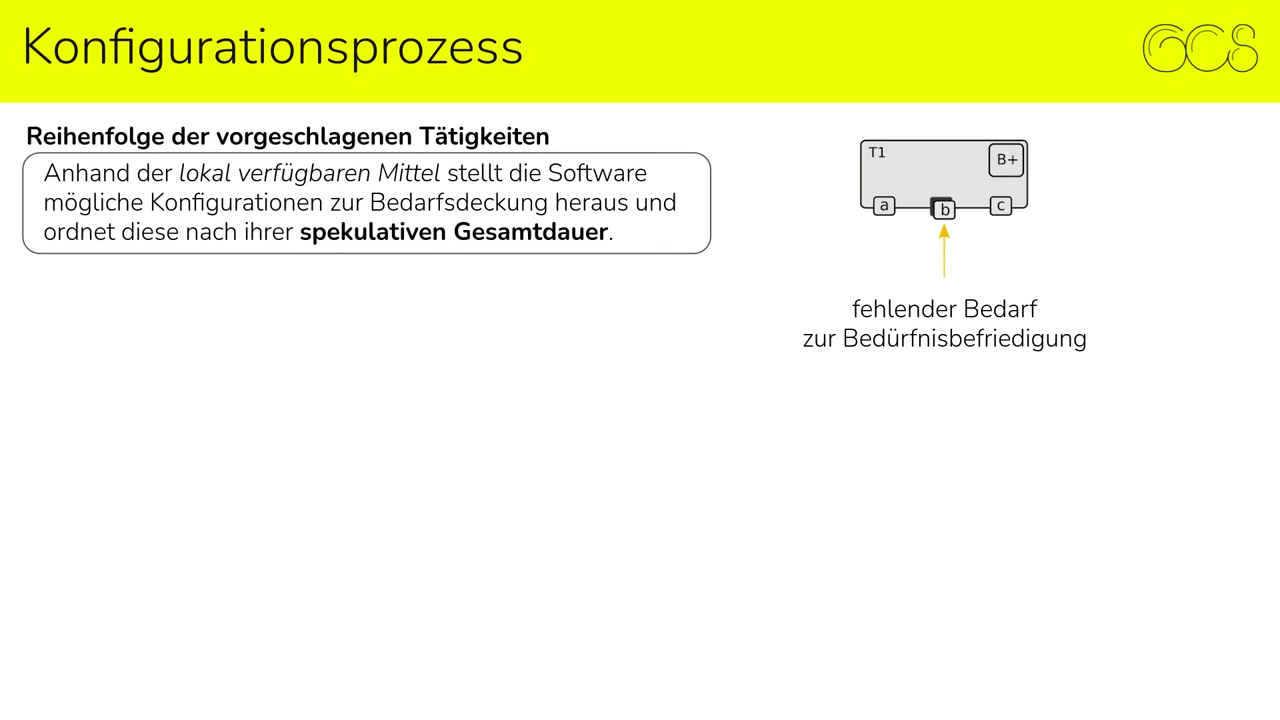 Konfigurationsprozess
GCS
Reihenfolge der vorgeschlagenen Tätigkeiten
Anhand der lokal verfügbaren Mittel stellt die Software
mögliche Konfigurationen zur Bedarfsdeckung heraus und
ordnet diese nach ihrer spekulativen Gesamtdauer.
T1
B+
a
b
c
fehlender Bedarf
zur Bedürfnisbefriedigung